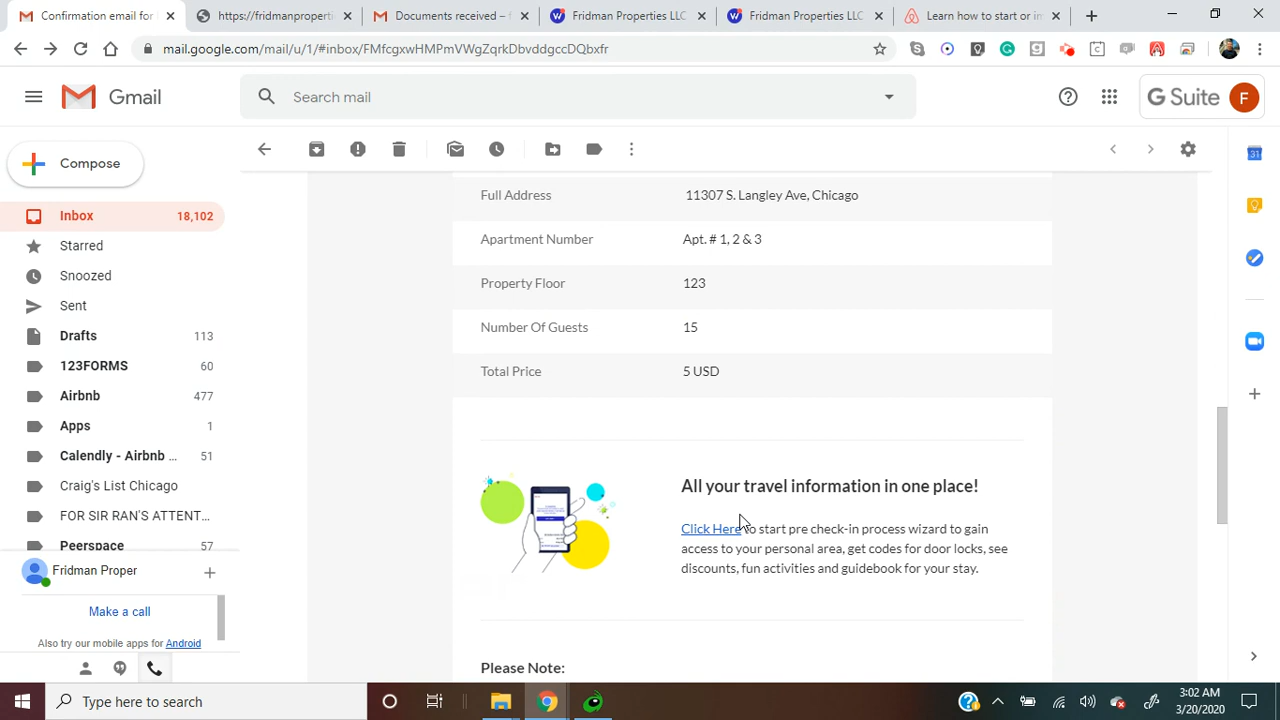 Confirmation email for
https://fridmanproperti
Documents received – f
Fridman Properties LLC
Fridman Properties LLC
Learn how to start or im
mail.google.com/mail/u/1/#inbox/FMfcgxwHMPmVWgZqrkDbvddgccDQbxfr
Gmail
Search mail
G Suite
F
Compose
Inbox 18,102
Starred
Snoozed
Sent
Drafts 113
123FORMS 60
Airbnb 477
Apps 1
Calendly - Airbnb ... 51
Craig's List Chicago
FOR SIR RAN'S ATTENT...
Peerspace 57
Fridman Proper
Make a call
Also try our mobile apps for Android
Full Address 11307 S. Langley Ave, Chicago
Apartment Number Apt. # 1, 2 & 3
Property Floor 123
Number Of Guests 15
Total Price 5 USD
All your travel information in one place!
Click Here to start pre check-in process wizard to gain
access to your personal area, get codes for door locks, see
discounts, fun activities and guidebook for your stay.
Please Note:
31
Type here to search
3:02 AM
3/20/2020